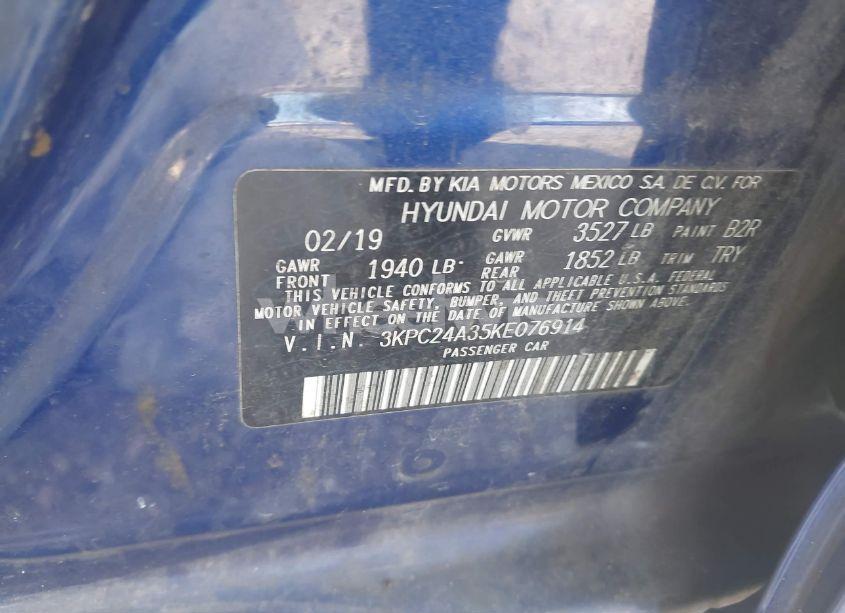 MFD. BY KIA MOTORS MEXICO S.A. DE C.V. FOR
HYUNDAI MOTOR COMPANY
02/19 GVWR 3527 LB PAINT B2R
GAWR FRONT 1940 LB GAWR REAR 1852 LB TRIM TRY
THIS VEHICLE CONFORMS TO ALL APPLICABLE U.S.A. FEDERAL
MOTOR VEHICLE SAFETY, BUMPER, AND THEFT PREVENTION STANDARDS
IN EFFECT ON THE DATE OF MANUFACTURE SHOWN ABOVE.
V.I.N. 3KPC24A35KE076914
PASSENGER CAR